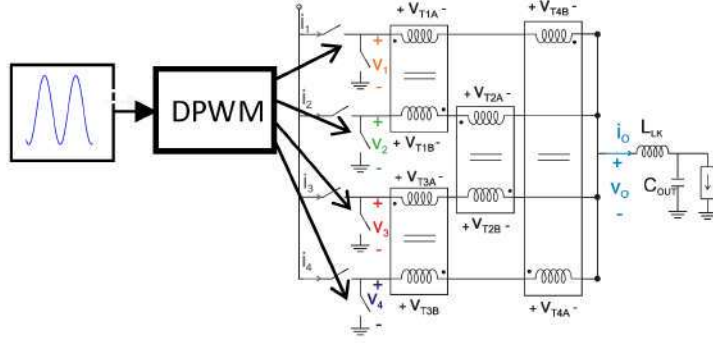 + V_T1A - + V_T4B -
i_1
+
V_1
-
DPWM
i_2
+ V_T2A -
+
V_2
-
+ V_T1B -
i_O L_LK
i_3
+ V_T3A -
+
V_O
-
C_OUT
+
V_3
-
+ V_T2B -
i_4
+
V_4
-
+ V_T3B - + V_T4A -